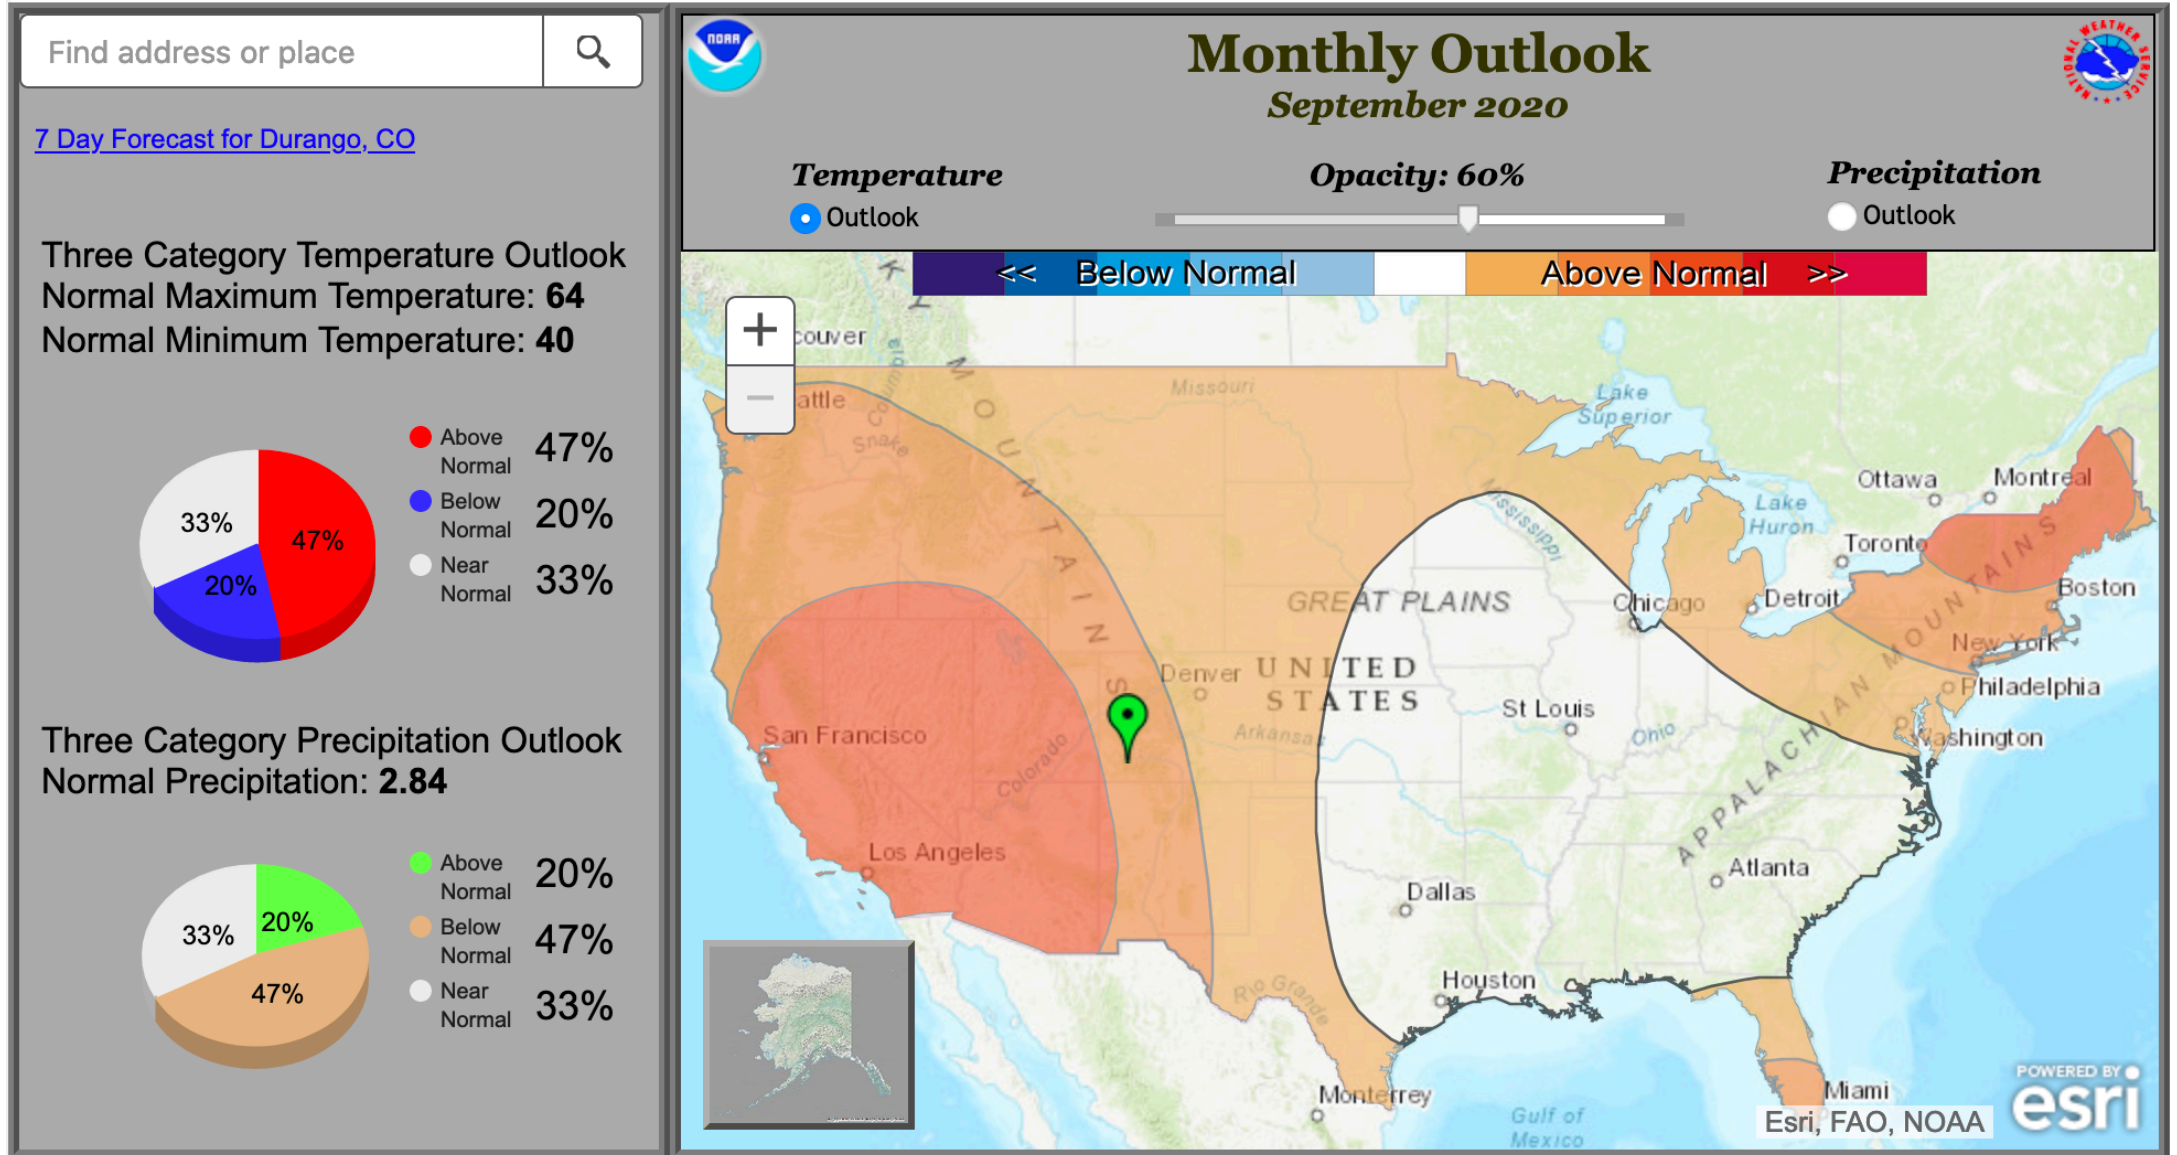 Find address or place
7 Day Forecast for Durango, CO
Three Category Temperature Outlook
Normal Maximum Temperature: 64
Normal Minimum Temperature: 40
Above Normal 47%
Below Normal 20%
Near Normal 33%
33%
47%
20%
Three Category Precipitation Outlook
Normal Precipitation: 2.84
Above Normal 20%
Below Normal 47%
Near Normal 33%
33%
20%
47%
NOAA
Monthly Outlook
September 2020
NATIONAL WEATHER SERVICE
Temperature
Outlook
Opacity: 60%
Precipitation
Outlook
<< Below Normal
Above Normal >>
K Y
+
−
couver
attle
Columbia
Snake
MOUNTAINS
Missouri
Lake Superior
Mississippi
Ottawa
Montreal
Lake Huron
Toronto
Boston
GREAT PLAINS
Chicago
Detroit
New York
UNITED STATES
Denver
Philadelphia
St Louis
Ohio
Washington
San Francisco
Colorado
Arkansas
APPALACHIAN MOUNTAINS
Los Angeles
Atlanta
Dallas
Houston
Rio Grande
Monterrey
Miami
Gulf of Mexico
Esri, FAO, NOAA
POWERED BY
esri